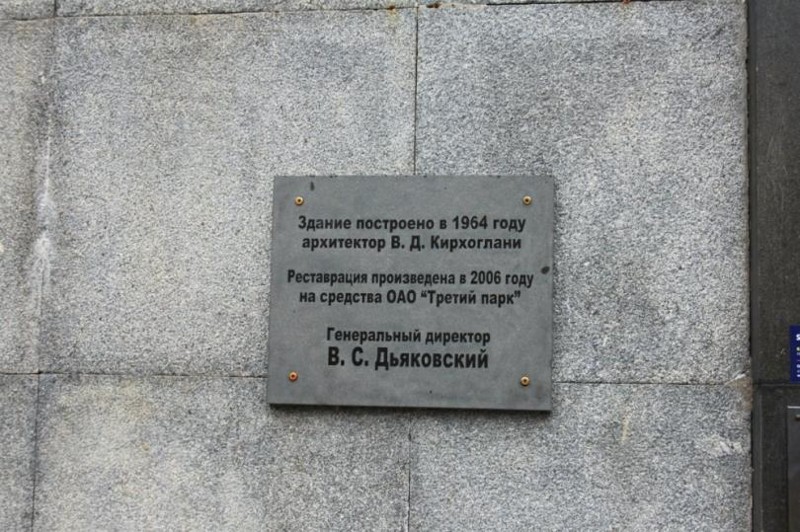 Здание построено в 1964 году
архитектор В. Д. Кирхоглани
Реставрация произведена в 2006 году
на средства ОАО “Третий парк”
Генеральный директор
В. С. Дьяковский